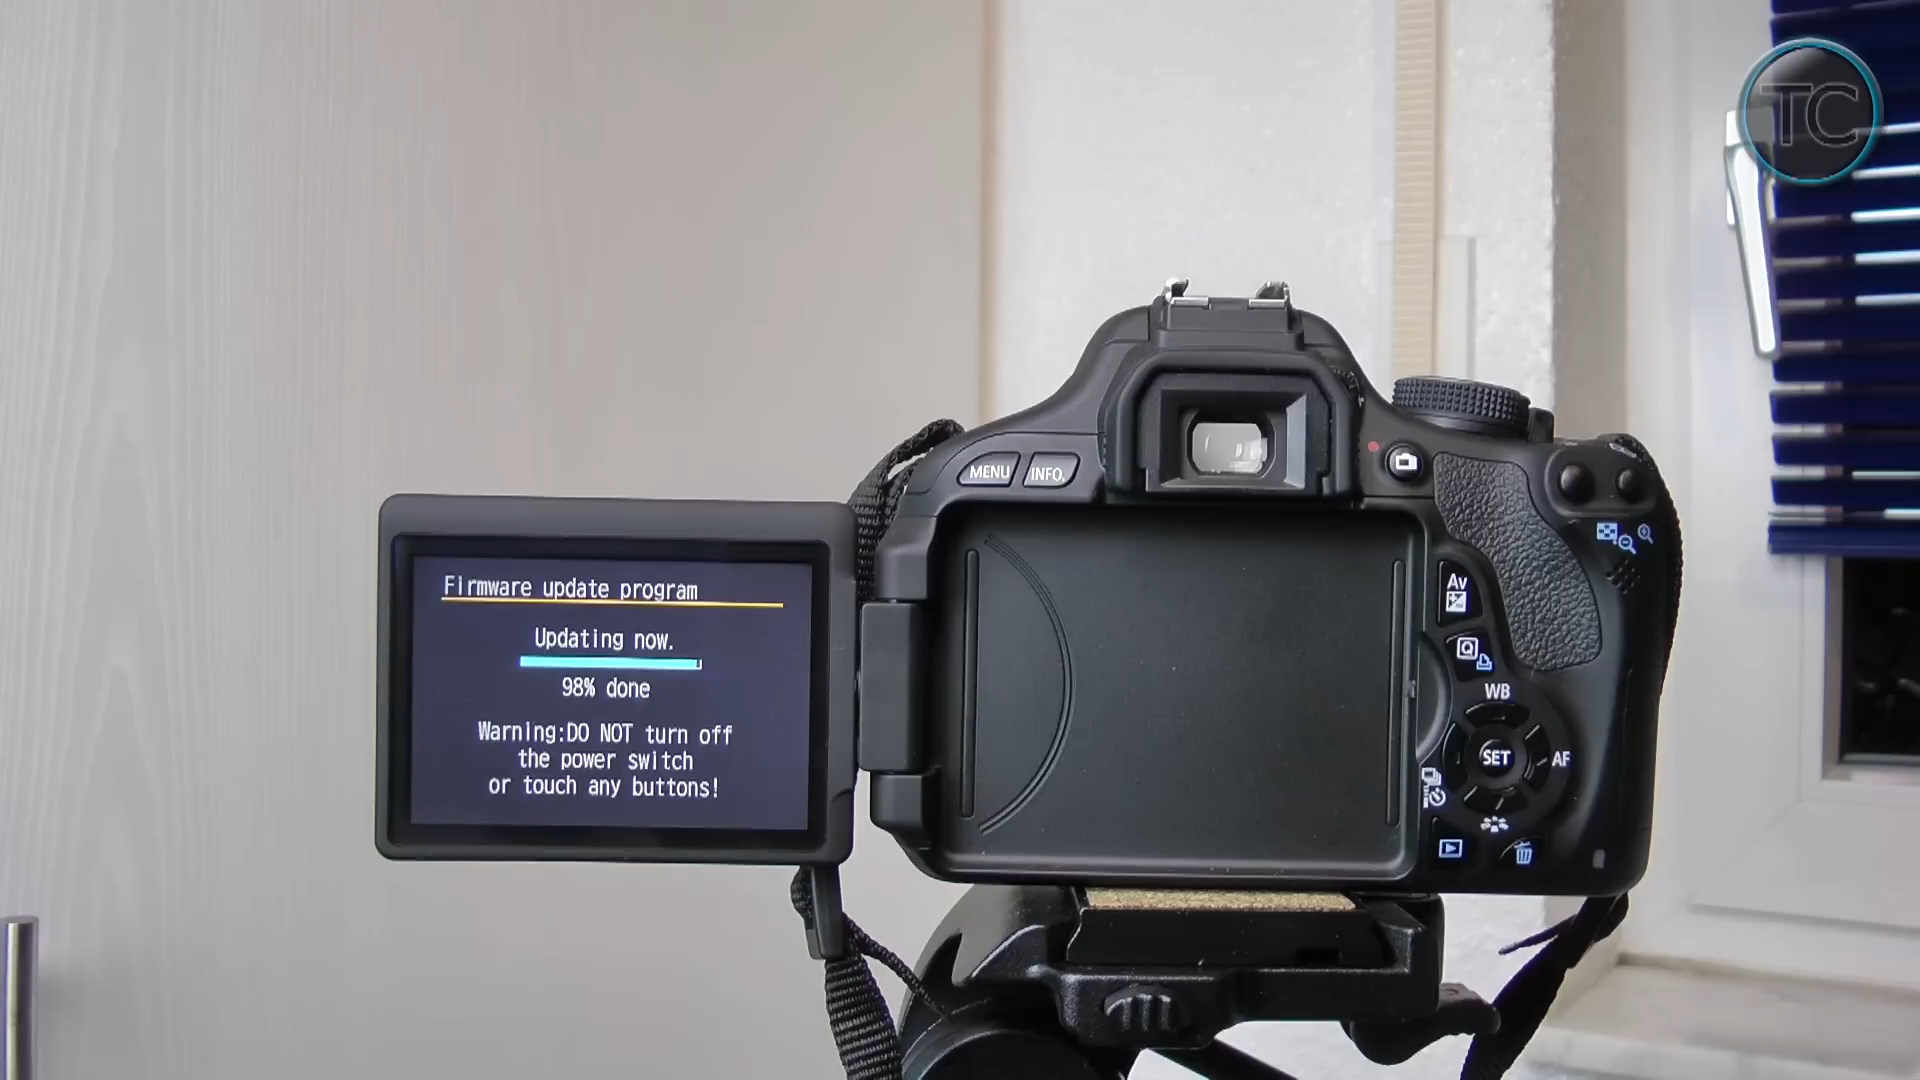 TC
MENU INFO.
Firmware update program
Updating now.
98% done
Warning:DO NOT turn off
the power switch
or touch any buttons!
Av
Q
WB
SET
AF